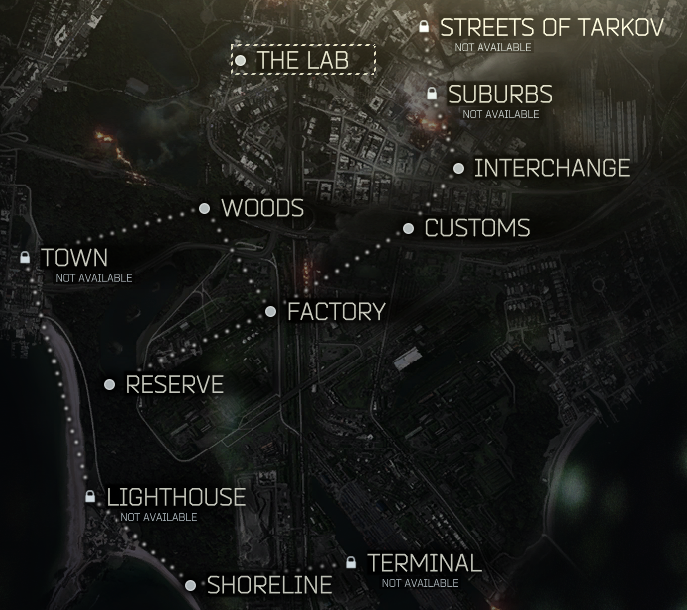 STREETS OF TARKOV
NOT AVAILABLE
THE LAB
SUBURBS
NOT AVAILABLE
INTERCHANGE
WOODS
CUSTOMS
TOWN
NOT AVAILABLE
FACTORY
RESERVE
LIGHTHOUSE
NOT AVAILABLE
TERMINAL
NOT AVAILABLE
SHORELINE